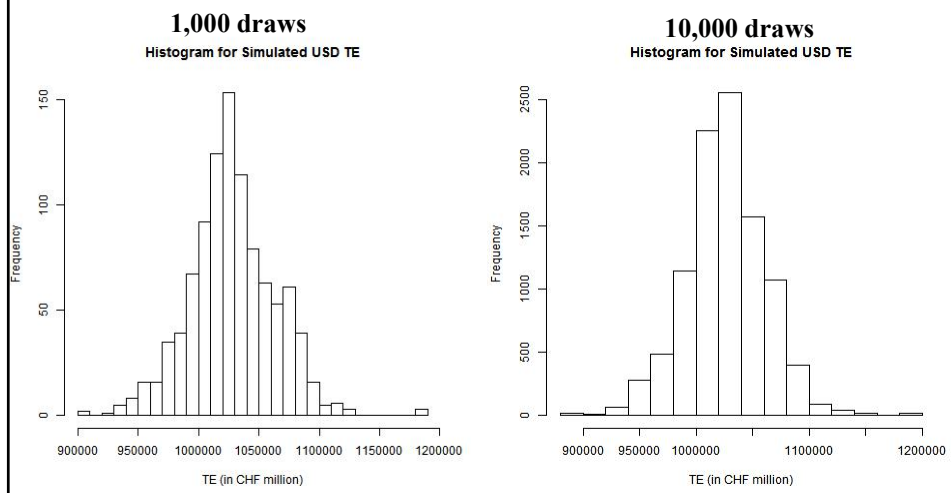 1,000 draws
Histogram for Simulated USD TE
Frequency
150
100
50
0
900000 950000 1000000 1050000 1100000 1150000 1200000
TE (in CHF million)
10,000 draws
Histogram for Simulated USD TE
Frequency
2500
2000
1500
1000
500
0
900000 950000 1000000 1100000 1200000
TE (in CHF million)